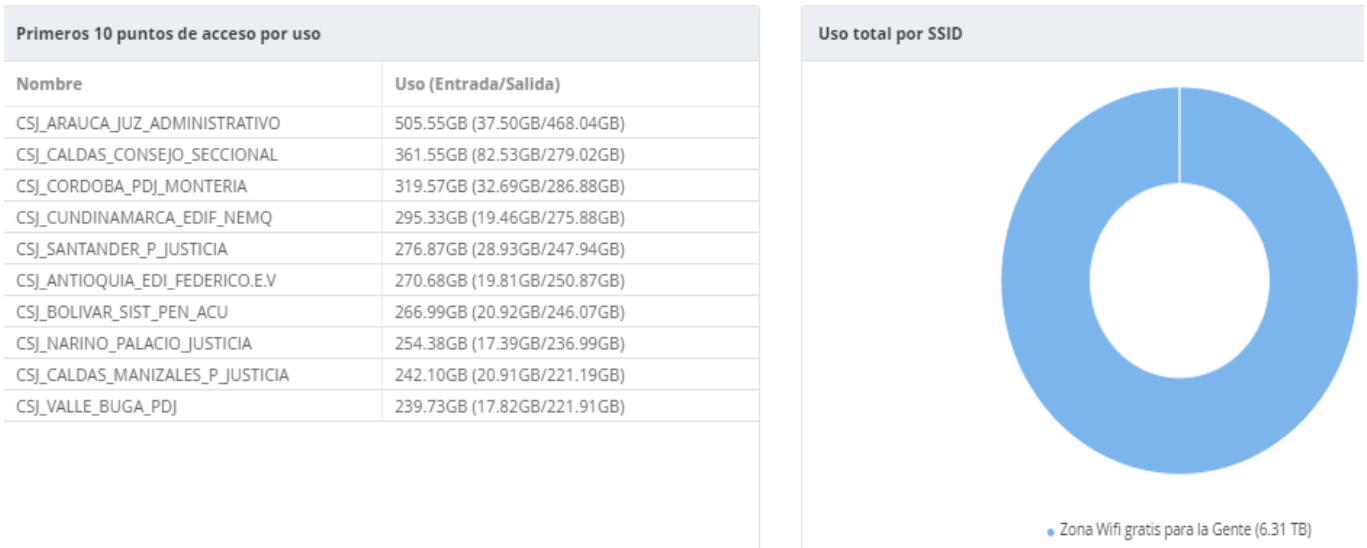 Primeros 10 puntos de acceso por uso
Nombre Uso (Entrada/Salida)
CSJ_ARAUCA_JUZ_ADMINISTRATIVO 505.55GB (37.50GB/468.04GB)
CSJ_CALDAS_CONSEJO_SECCIONAL 361.55GB (82.53GB/279.02GB)
CSJ_CORDOBA_PDJ_MONTERIA 319.57GB (32.69GB/286.88GB)
CSJ_CUNDINAMARCA_EDIF_NEMQ 295.33GB (19.46GB/275.88GB)
CSJ_SANTANDER_P_JUSTICIA 276.87GB (28.93GB/247.94GB)
CSJ_ANTIOQUIA_EDI_FEDERICO.E.V 270.68GB (19.81GB/250.87GB)
CSJ_BOLIVAR_SIST_PEN_ACU 266.99GB (20.92GB/246.07GB)
CSJ_NARINO_PALACIO_JUSTICIA 254.38GB (17.39GB/236.99GB)
CSJ_CALDAS_MANIZALES_P_JUSTICIA 242.10GB (20.91GB/221.19GB)
CSJ_VALLE_BUGA_PDJ 239.73GB (17.82GB/221.91GB)
Uso total por SSID
Zona Wifi gratis para la Gente (6.31 TB)